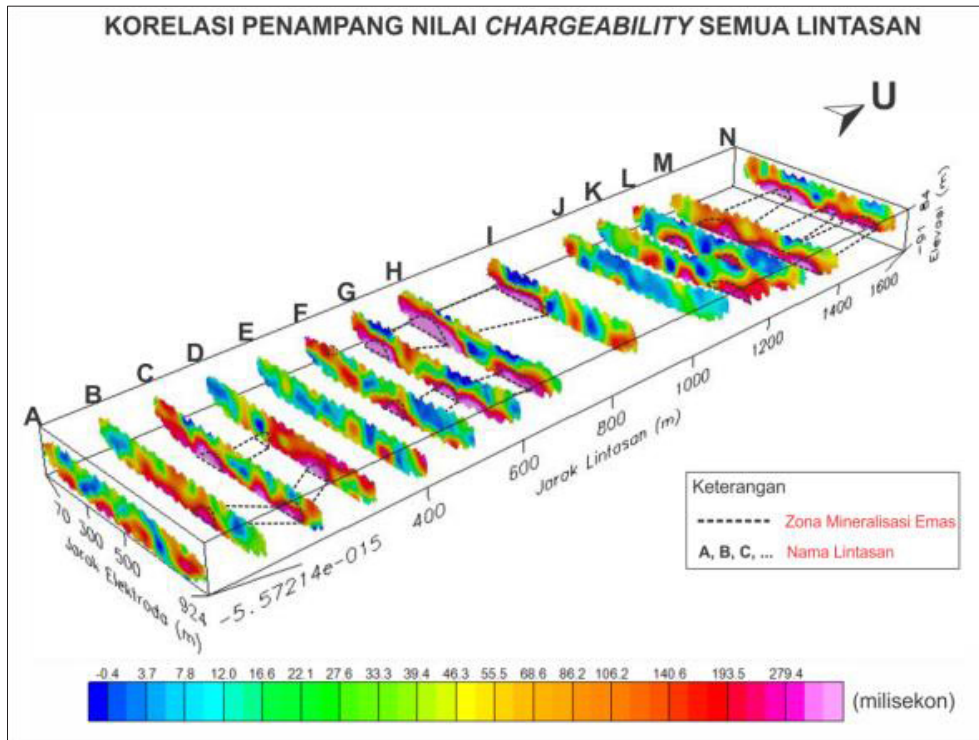 KORELASI PENAMPANG NILAI CHARGEABILITY SEMUA LINTASAN
U
N
M
L
K
J
I
H
G
F
E
D
C
B
A
84
-91
Elevasi (m)
1600
1400
1200
1000
800
600
400
-5.57214e-015
Jarak Lintasan (m)
70 300 500
924
Jarak Elektroda (m)
Keterangan
Zona Mineralisasi Emas
A, B, C, ... Nama Lintasan
-0.4 3.7 7.8 12.0 16.6 22.1 27.6 33.3 39.4 46.3 55.5 68.6 86.2 106.2 140.6 193.5 279.4
(milisekon)